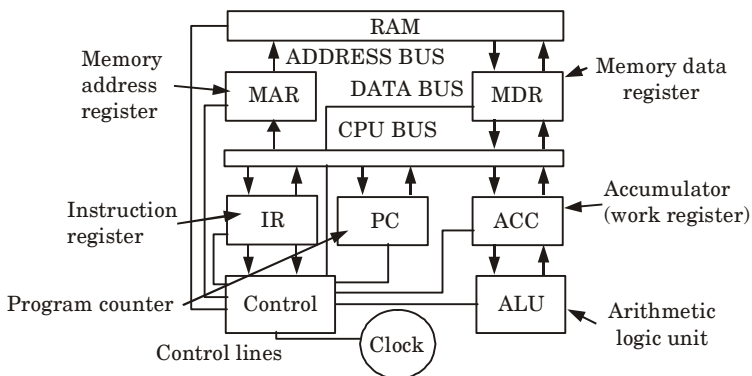 RAM
ADDRESS BUS
Memory
address
register
MAR
DATA BUS
MDR
Memory data
register
CPU BUS
Instruction
register
IR
PC
ACC
Accumulator
(work register)
Program counter
Control
ALU
Arithmetic
logic unit
Control lines
Clock